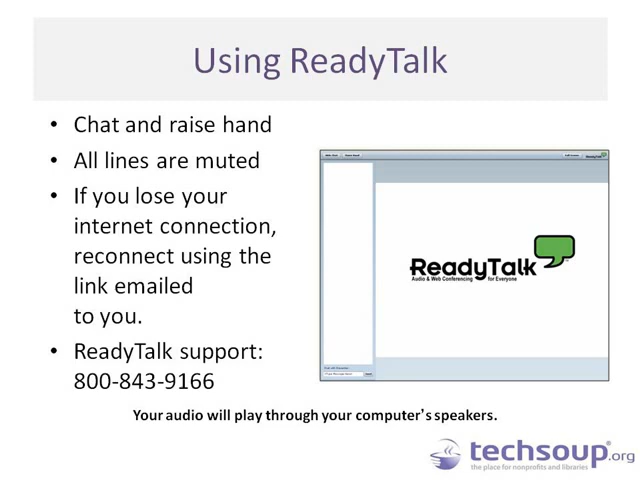 Using ReadyTalk
• Chat and raise hand
• All lines are muted
• If you lose your
internet connection,
reconnect using the
link emailed
to you.
• ReadyTalk support:
800-843-9166
ReadyTalk
Audio & Web Conferencing for Everyone
Your audio will play through your computer's speakers.
techsoup.org
the place for nonprofits and libraries